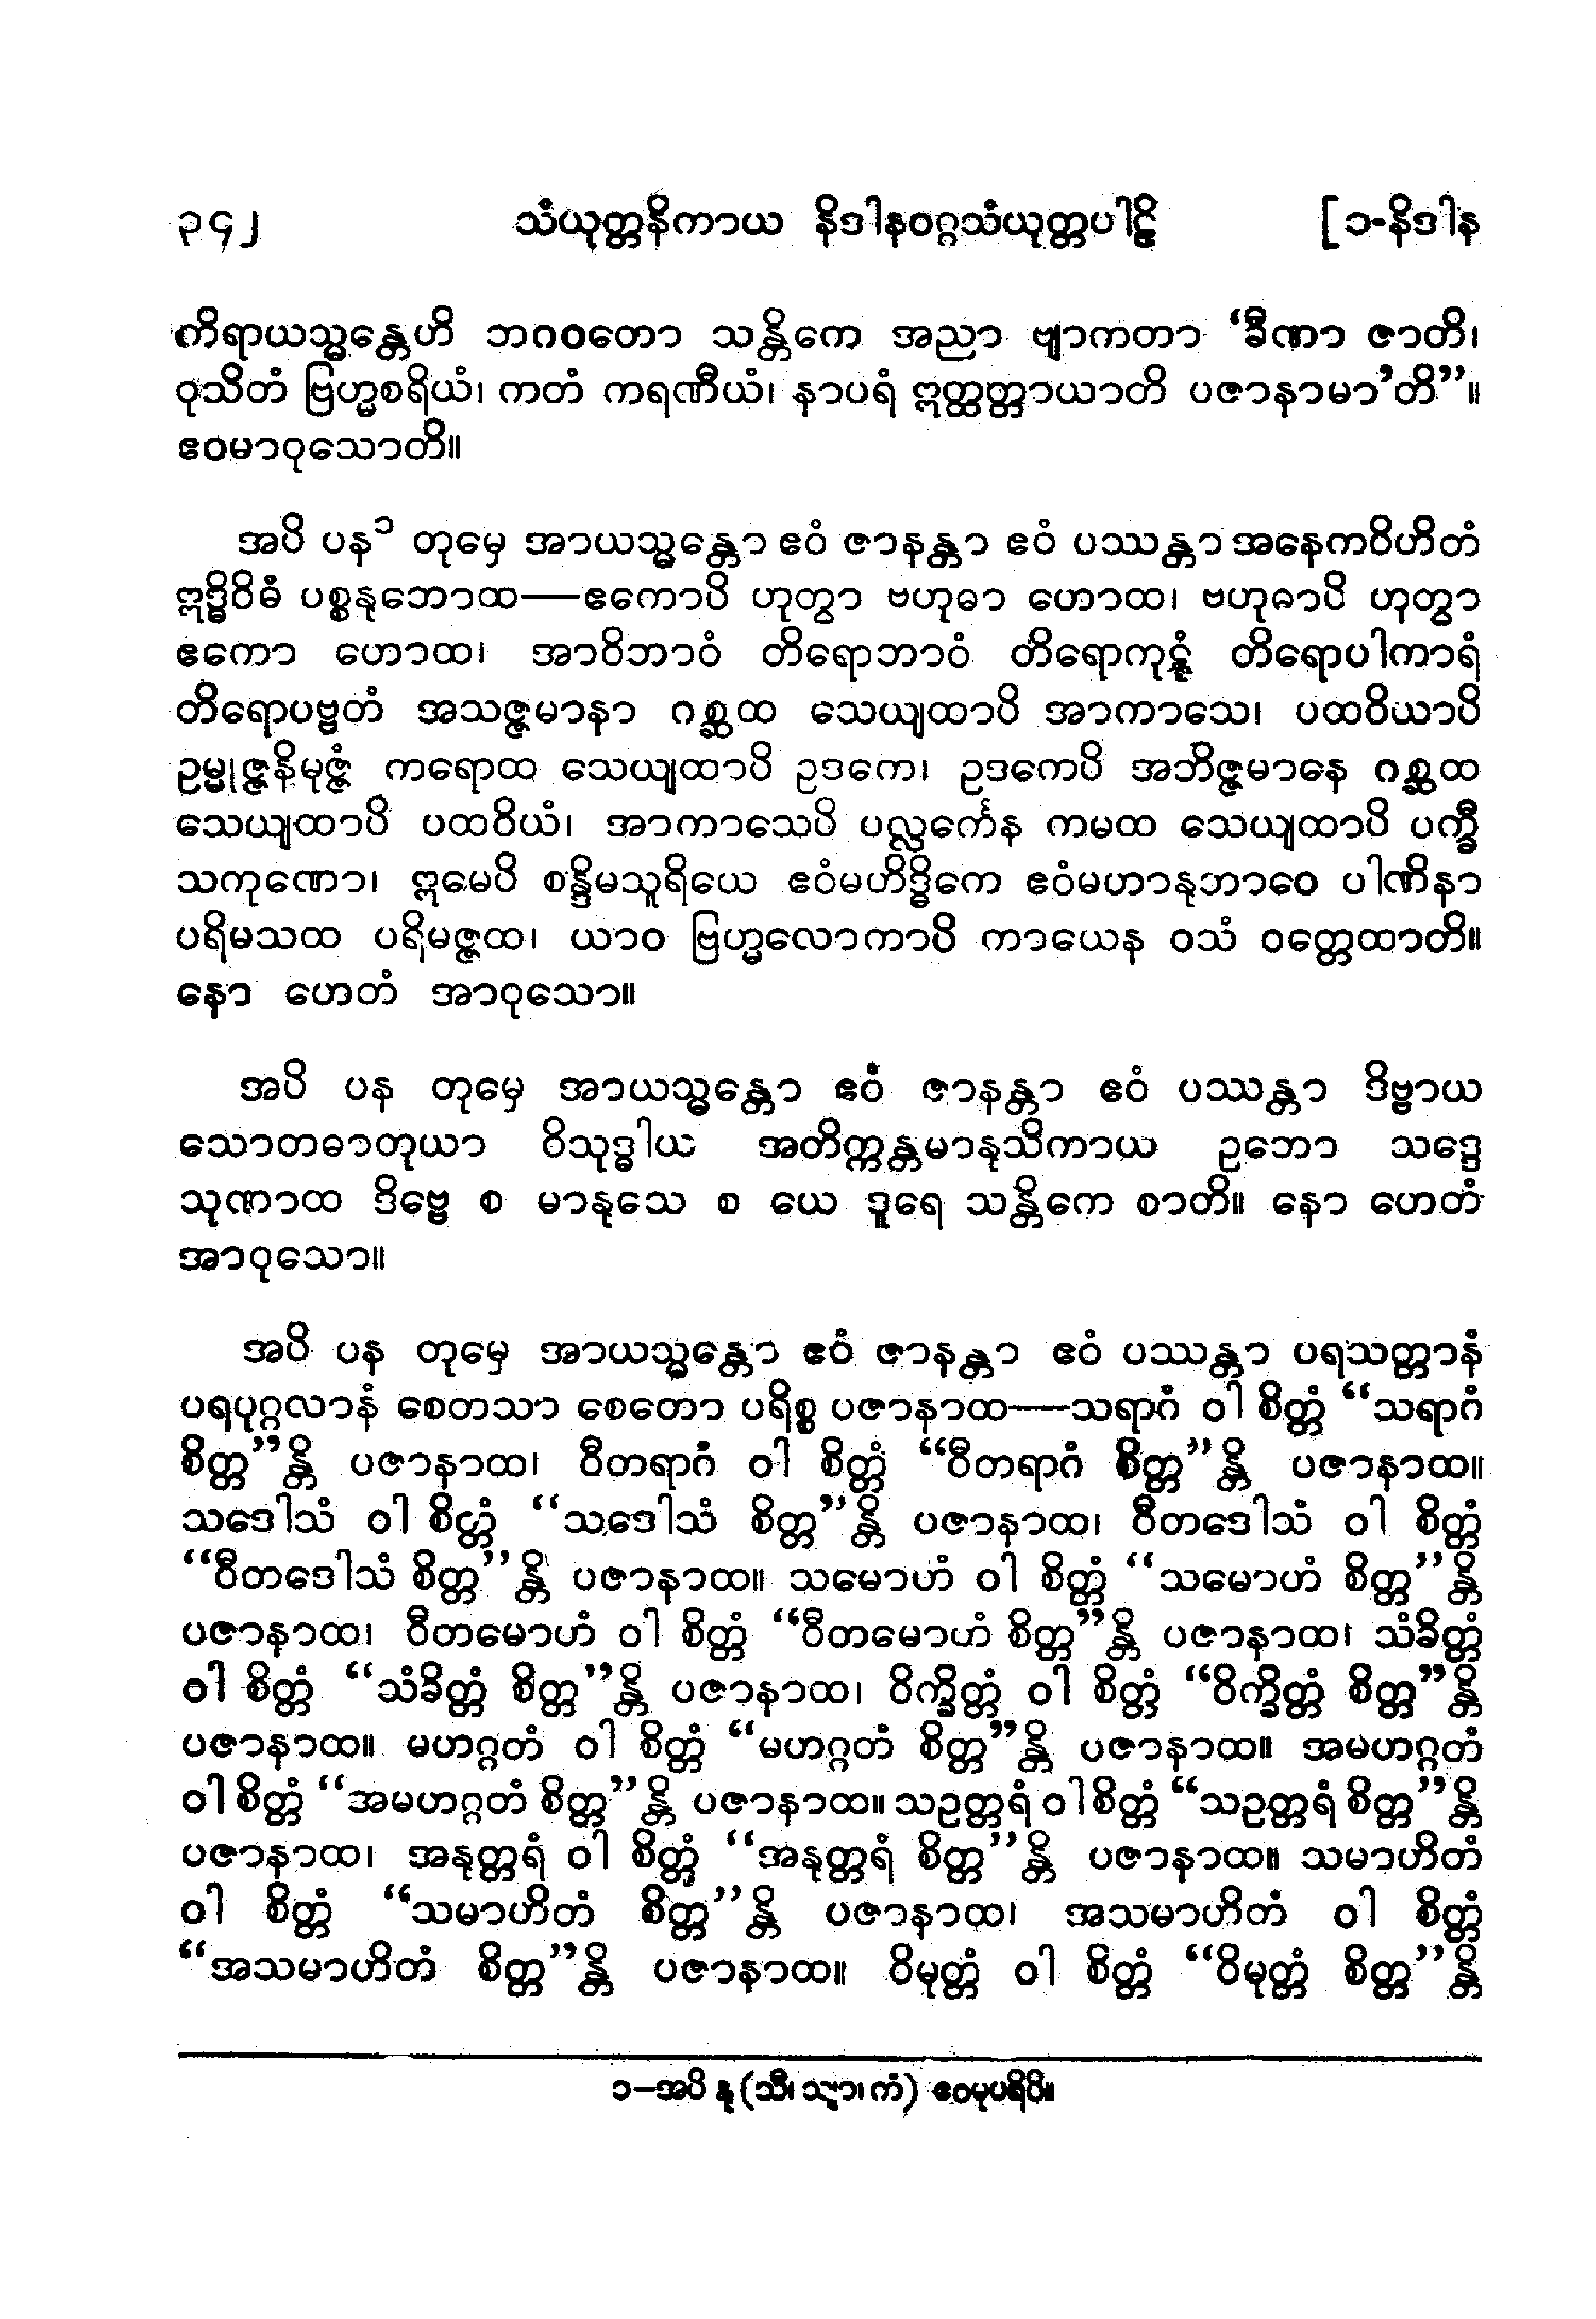 ၃၄၂ သံယုတ္တနိကာယ နိဒါနဝဂ္ဂသံယုတ္တပါဠိ [၁-နိဒါန
ကိရာယသ္မန္တေဟိ ဘဂဝတော သန္တိကေ အညာ ဗျာကတာ ‘ခီဏာ ဇာတိ၊
ဝုသိတံ ဗြဟ္မစရိယံ၊ ကတံ ကရဏီယံ၊ နာပရံ ဣတ္ထတ္တာယာတိ ပဇာနာမာ’တိ”။
ဧဝမာဝုသောတိ။
အပိ ပန၁ တုမှေ အာယသ္မန္တော ဧဝံ ဇာနန္တာ ဧဝံ ပဿန္တာ အနေကဝိဟိတံ
ဣဒ္ဓိဝိဓံ ပစ္စနုဘောထ—ဧကောပိ ဟုတွာ ဗဟုဓာ ဟောထ၊ ဗဟုဓာပိ ဟုတွာ
ဧကော ဟောထ၊ အာဝိဘာဝံ တိရောဘာဝံ တိရောကုဋ္ဋံ တိရောပါကာရံ
တိရောပဗ္ဗတံ အသဇ္ဇမာနာ ဂစ္ဆထ သေယျထာပိ အာကာသေ၊ ပထဝိယာပိ
ဥမ္မုဇ္ဇနိမုဇ္ဇံ ကရောထ သေယျထာပိ ဥဒကေ၊ ဥဒကေပိ အဘိဇ္ဇမာနေ ဂစ္ဆထ
သေယျထာပိ ပထဝိယံ၊ အာကာသေပိ ပလ္လင်္ကေန ကမထ သေယျထာပိ ပက္ခီ
သကုဏော၊ ဣမေပိ စန္ဒိမသူရိယေ ဧဝံမဟိဒ္ဓိကေ ဧဝံမဟာနုဘာဝေ ပါဏိနာ
ပရိမသထ ပရိမဇ္ဇထ၊ ယာဝ ဗြဟ္မလောကာပိ ကာယေန ဝသံ ဝတ္တေထာတိ။
နော ဟေတံ အာဝုသော။
အပိ ပန တုမှေ အာယသ္မန္တော ဧဝံ ဇာနန္တာ ဧဝံ ပဿန္တာ ဒိဗ္ဗာယ
သောတဓာတုယာ ဝိသုဒ္ဓါယ အတိက္ကန္တမာနုသိကာယ ဥဘော သဒ္ဒေ
သုဏာထ ဒိဗ္ဗေ စ မာနုသေ စ ယေ ဒူရေ သန္တိကေ စာတိ။ နော ဟေတံ
အာဝုသော။
အပိ ပန တုမှေ အာယသ္မန္တော ဧဝံ ဇာနန္တာ ဧဝံ ပဿန္တာ ပရသတ္တာနံ
ပရပုဂ္ဂလာနံ စေတသာ စေတော ပရိစ္စ ပဇာနာထ—သရာဂံ ဝါ စိတ္တံ “သရာဂံ
စိတ္တ”န္တိ ပဇာနာထ၊ ဝီတရာဂံ ဝါ စိတ္တံ “ဝီတရာဂံ စိတ္တ”န္တိ ပဇာနာထ။
သဒေါသံ ဝါ စိတ္တံ “သဒေါသံ စိတ္တ”န္တိ ပဇာနာထ၊ ဝီတဒေါသံ ဝါ စိတ္တံ
“ဝီတဒေါသံ စိတ္တ”န္တိ ပဇာနာထ။ သမောဟံ ဝါ စိတ္တံ “သမောဟံ စိတ္တ”န္တိ
ပဇာနာထ၊ ဝီတမောဟံ ဝါ စိတ္တံ “ဝီတမောဟံ စိတ္တ”န္တိ ပဇာနာထ၊ သံခိတ္တံ
ဝါ စိတ္တံ “သံခိတ္တံ စိတ္တ”န္တိ ပဇာနာထ၊ ဝိက္ခိတ္တံ ဝါ စိတ္တံ “ဝိက္ခိတ္တံ စိတ္တ”န္တိ
ပဇာနာထ။ မဟဂ္ဂတံ ဝါ စိတ္တံ “မဟဂ္ဂတံ စိတ္တ”န္တိ ပဇာနာထ။ အမဟဂ္ဂတံ
ဝါ စိတ္တံ “အမဟဂ္ဂတံ စိတ္တ”န္တိ ပဇာနာထ။ သဥတ္တရံ ဝါ စိတ္တံ “သဥတ္တရံ စိတ္တ”န္တိ
ပဇာနာထ၊ အနုတ္တရံ ဝါ စိတ္တံ “အနုတ္တရံ စိတ္တ”န္တိ ပဇာနာထ။ သမာဟိတံ
ဝါ စိတ္တံ “သမာဟိတံ စိတ္တ”န္တိ ပဇာနာထ၊ အသမာဟိတံ ဝါ စိတ္တံ
“အသမာဟိတံ စိတ္တ”န္တိ ပဇာနာထ။ ဝိမုတ္တံ ဝါ စိတ္တံ “ဝိမုတ္တံ စိတ္တ”န္တိ
၁-အပိ နု (သီ၊ သျာ၊ ကံ) ဧဝမုပရိပိ။